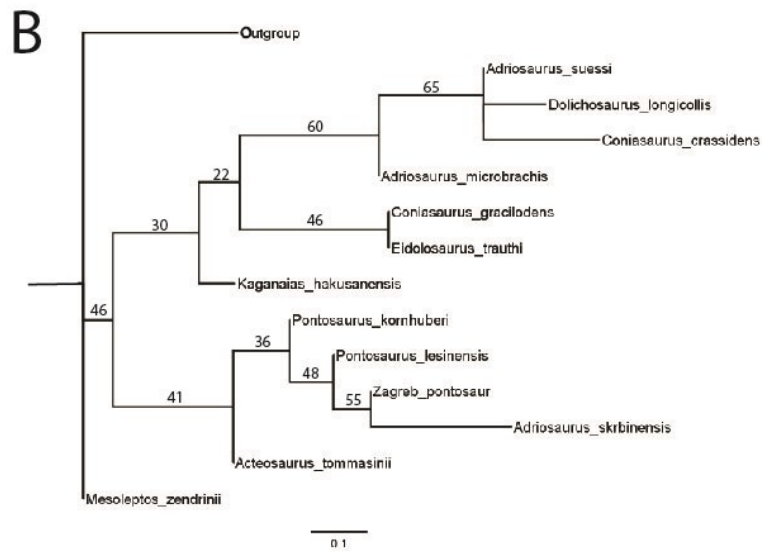 B
Outgroup
Adriosaurus_suessi
65
Dolichosaurus_longicollis
60
Coniasaurus_crassidens
Adriosaurus_microbrachis
22
Coniasaurus_gracilodens
46
30
Eidolosaurus_trauthi
Kaganaias_hakusanensis
46
Pontosaurus_kornhuberi
36
Pontosaurus_lesinensis
48
Zagreb_pontosaur
41
55
Adriosaurus_skrbinensis
Acteosaurus_tommasinii
Mesoleptos_zendrinii
0.1